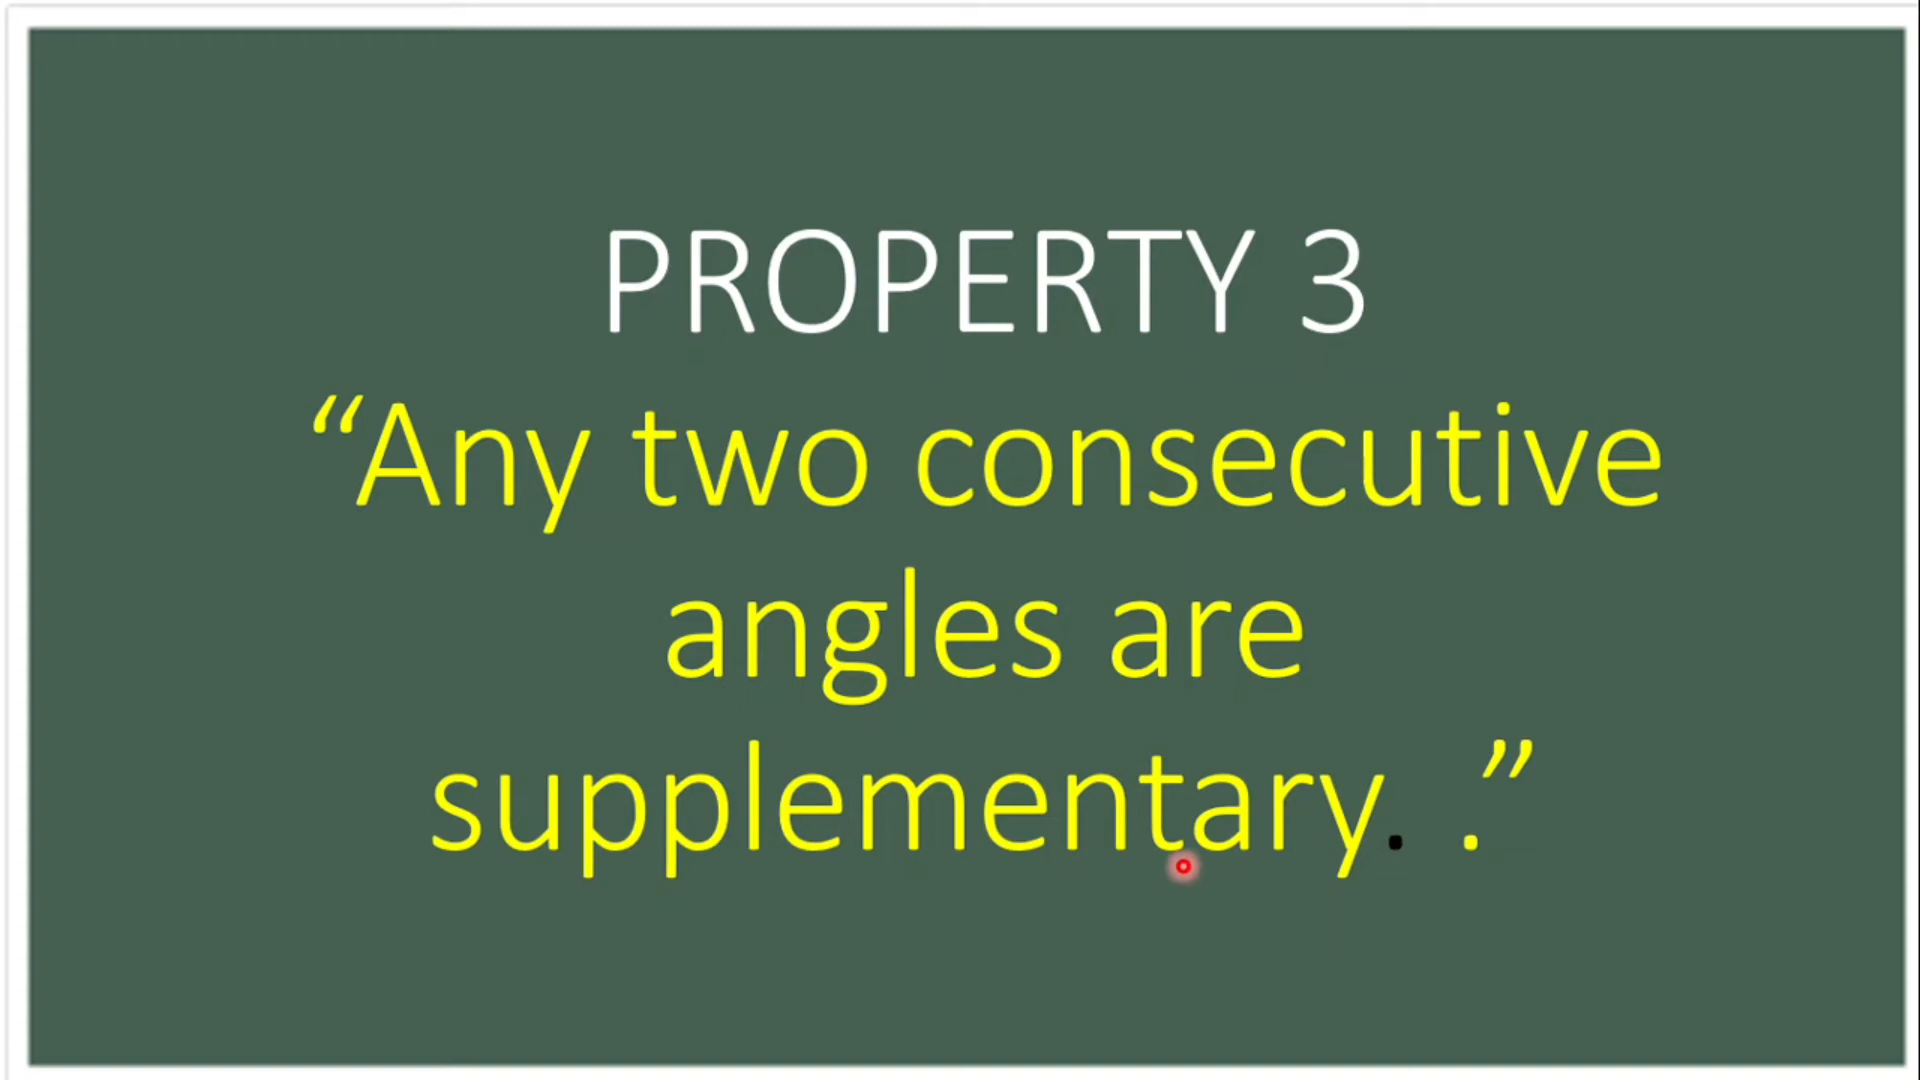 PROPERTY 3
“Any two consecutive
angles are
supplementary. .”